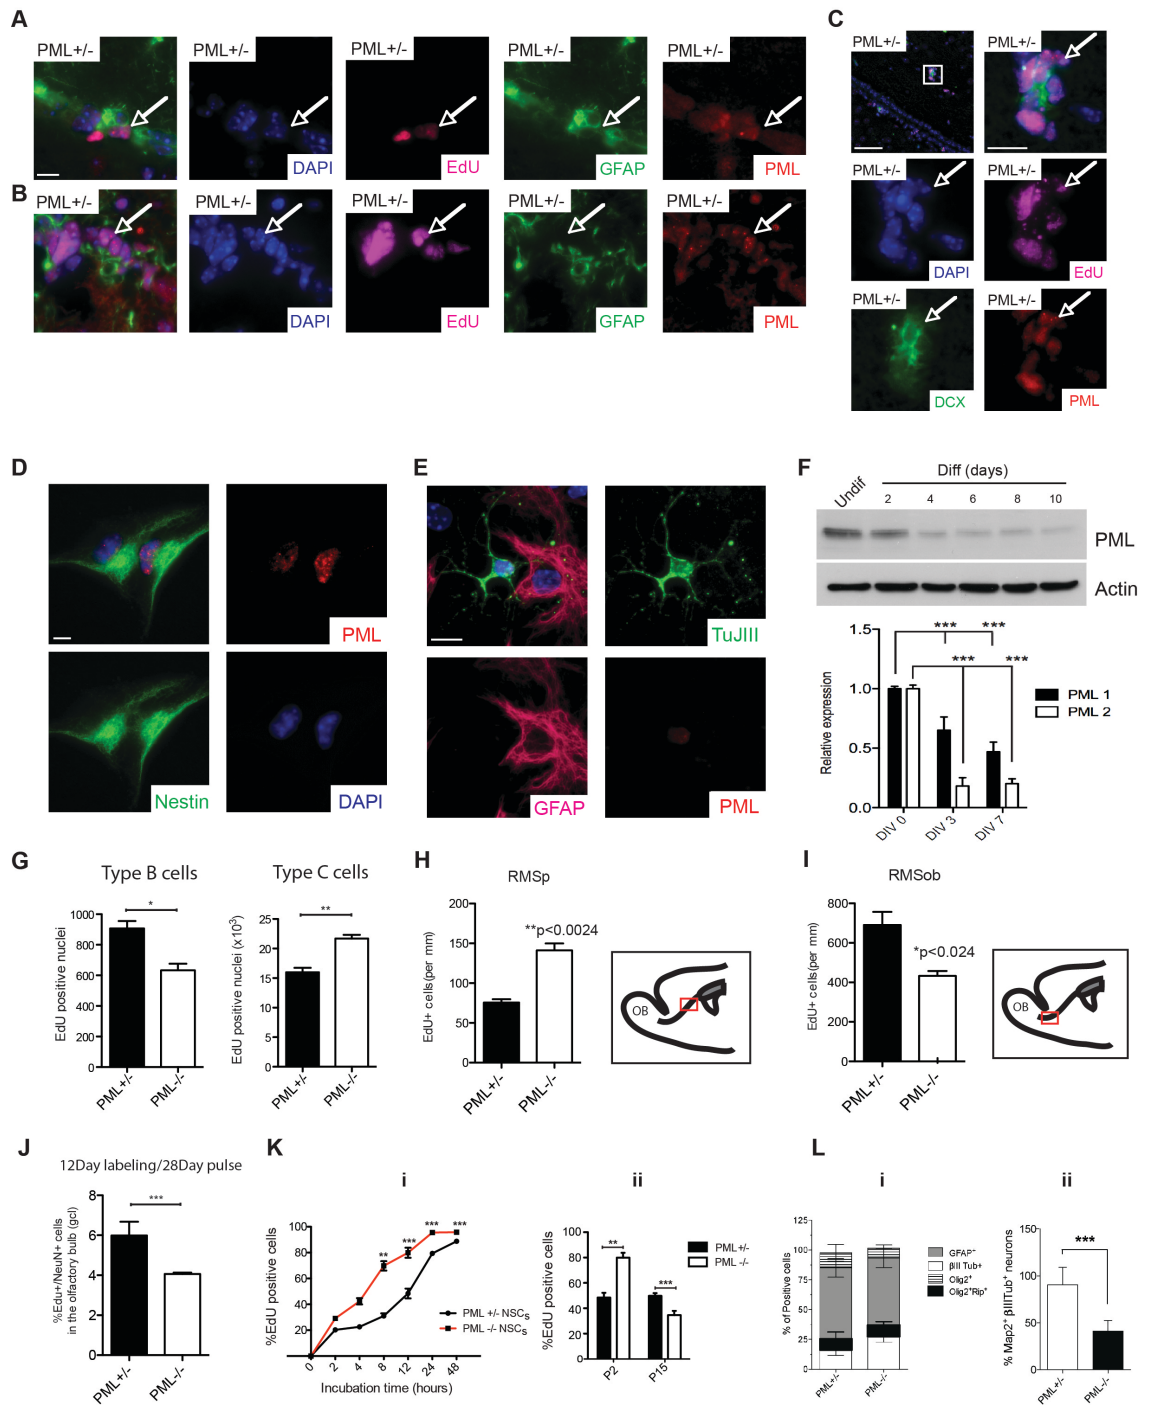 A
PML+/-
PML+/-
PML+/-
PML+/-
PML+/-
DAPI
EdU
GFAP
PML
B
PML+/-
PML+/-
PML+/-
PML+/-
PML+/-
DAPI
EdU
GFAP
PML
C
PML+/-
PML+/-
PML+/-
PML+/-
DAPI
EdU
PML+/-
PML+/-
DCX
PML
D
PML
Nestin
DAPI
E
TuJIII
GFAP
PML
F
Diff (days)
Undif
2 4 6 8 10
PML
Actin
1.5
1.0
0.5
0.0
Relative expression
*** ***
*** ***
PML 1
PML 2
DIV 0
DIV 3
DIV 7
G
Type B cells
*
1000
800
600
400
200
0
EdU positive nuclei
PML+/-
PML-/-
Type C cells
**
25
20
15
10
5
0
EdU positive nuclei (x10³)
PML+/-
PML-/-
H
RMSp
200
150
100
50
0
EdU+ cells(per mm)
**p<0.0024
PML+/-
PML-/-
OB
I
RMSob
800
600
400
200
0
EdU+ cells(per mm)
*p<0.024
PML+/-
PML-/-
OB
J
12Day labeling/28Day pulse
8
6
4
2
0
%Edu+/NeuN+ cells
in the olfactory bulb (gcl)
***
PML+/-
PML-/-
K
i
100
80
60
40
20
%EdU positive cells
**
***
***
***
PML +/- NSCs
PML -/- NSCs
0 2 4 8 12 24 48
Incubation time (hours)
ii
100
80
60
40
20
0
%EdU positive cells
**
***
PML+/-
PML -/-
P2
P15
L
i
125
100
75
50
25
0
% of Positive cells
GFAP⁺
βIII Tub+
Olig2⁺
Olig2⁺Rip⁺
PML+/-
PML-/-
ii
150
100
50
0
% Map2⁺ βIIITub⁺ neurons
***
PML+/-
PML-/-